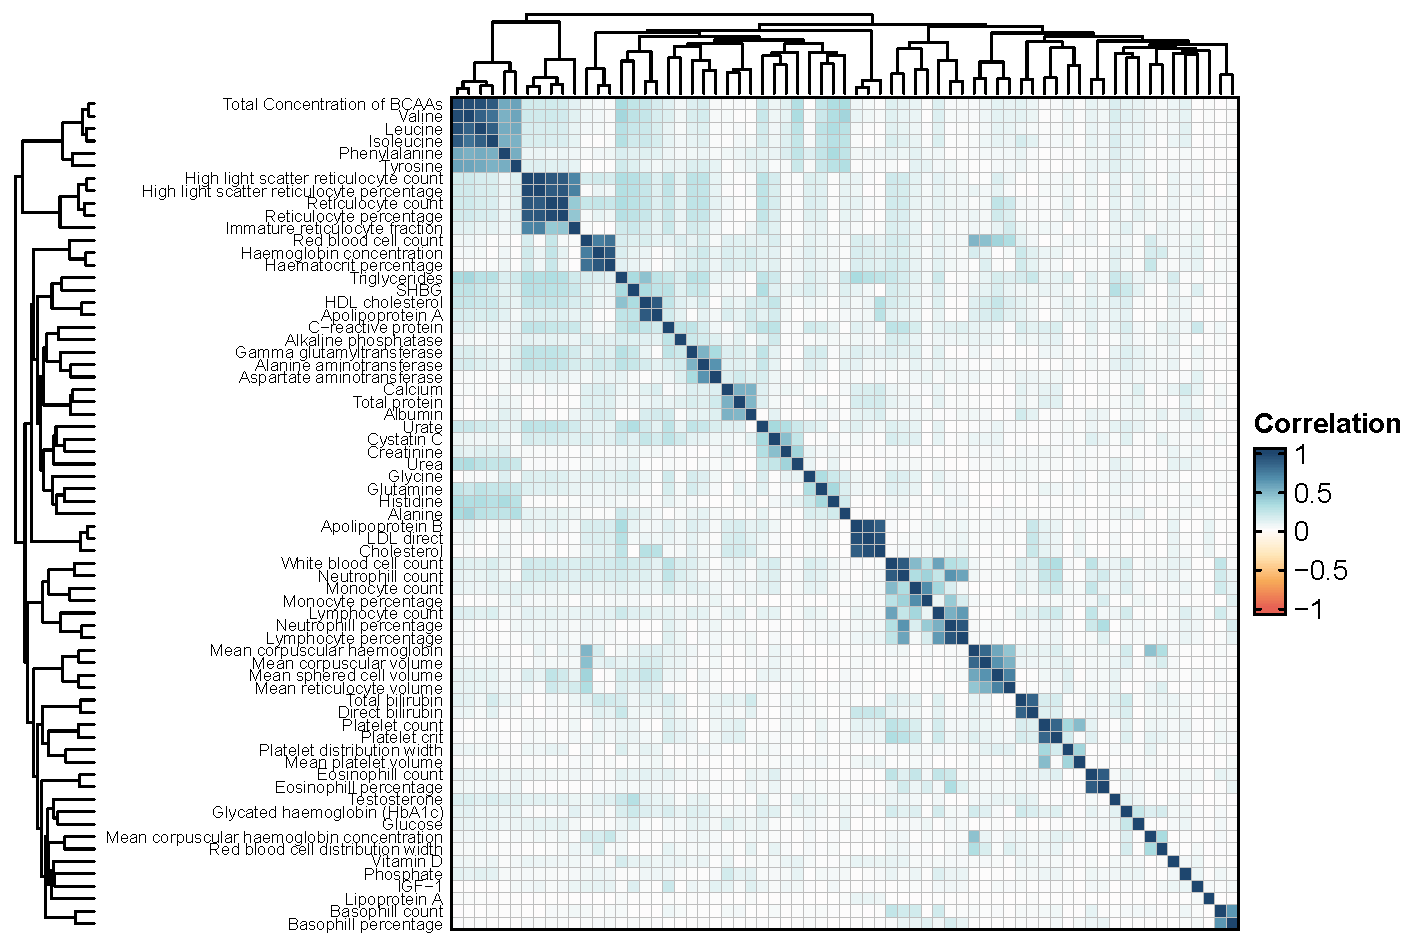 Total Concentration of BCAAs
Valine
Leucine
Isoleucine
Phenylalanine
Tyrosine
High light scatter reticulocyte count
High light scatter reticulocyte percentage
Reticulocyte count
Reticulocyte percentage
Immature reticulocyte fraction
Red blood cell count
Haemoglobin concentration
Haematocrit percentage
Triglycerides
SHBG
HDL cholesterol
Apolipoprotein A
C−reactive protein
Alkaline phosphatase
Gamma glutamyltransferase
Alanine aminotransferase
Aspartate aminotransferase
Calcium
Total protein
Albumin
Urate
Cystatin C
Creatinine
Urea
Glycine
Glutamine
Histidine
Alanine
Apolipoprotein B
LDL direct
Cholesterol
White blood cell count
Neutrophill count
Monocyte count
Monocyte percentage
Lymphocyte count
Neutrophill percentage
Lymphocyte percentage
Mean corpuscular haemoglobin
Mean corpuscular volume
Mean sphered cell volume
Mean reticulocyte volume
Total bilirubin
Direct bilirubin
Platelet count
Platelet crit
Platelet distribution width
Mean platelet volume
Eosinophill count
Eosinophill percentage
Testosterone
Glycated haemoglobin (HbA1c)
Glucose
Mean corpuscular haemoglobin concentration
Red blood cell distribution width
Vitamin D
Phosphate
IGF−1
Lipoprotein A
Basophill count
Basophill percentage
Correlation
1
0.5
0
−0.5
−1